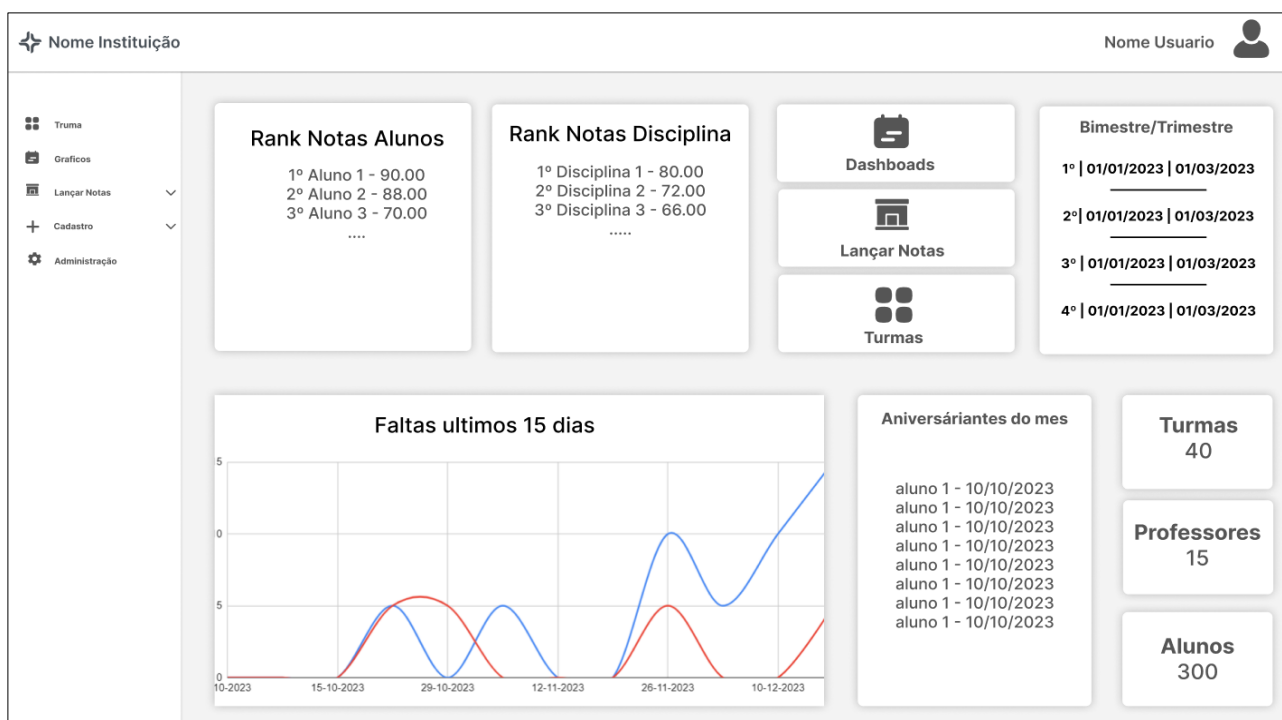 Nome Instituição
Nome Usuario
Truma
Graficos
Lançar Notas
Cadastro
Administração
Rank Notas Alunos
1º Aluno 1 - 90.00
2º Aluno 2 - 88.00
3º Aluno 3 - 70.00
....
Rank Notas Disciplina
1º Disciplina 1 - 80.00
2º Disciplina 2 - 72.00
3º Disciplina 3 - 66.00
.....
Dashboads
Lançar Notas
Turmas
Bimestre/Trimestre
1º | 01/01/2023 | 01/03/2023
2º| 01/01/2023 | 01/03/2023
3º | 01/01/2023 | 01/03/2023
4º | 01/01/2023 | 01/03/2023
Faltas ultimos 15 dias
5
0
5
0
10-2023 15-10-2023 29-10-2023 12-11-2023 26-11-2023 10-12-2023
Aniversáriantes do mes
aluno 1 - 10/10/2023
aluno 1 - 10/10/2023
aluno 1 - 10/10/2023
aluno 1 - 10/10/2023
aluno 1 - 10/10/2023
aluno 1 - 10/10/2023
aluno 1 - 10/10/2023
aluno 1 - 10/10/2023
Turmas
40
Professores
15
Alunos
300